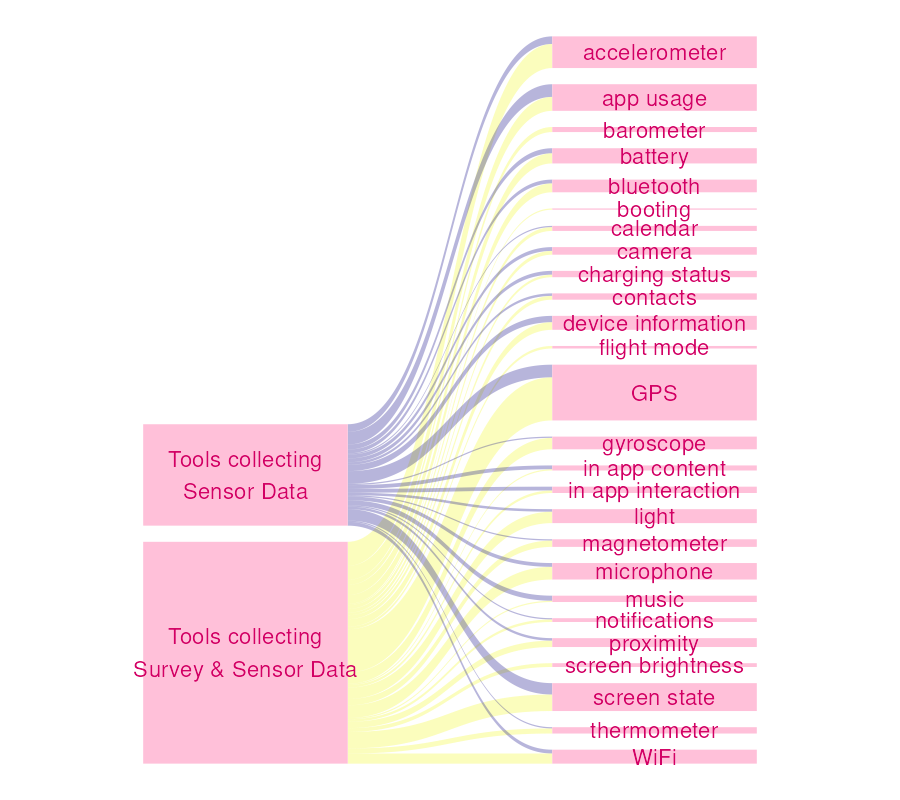 Tools collecting
Sensor Data
Tools collecting
Survey & Sensor Data
accelerometer
app usage
barometer
battery
bluetooth
booting
calendar
camera
charging status
contacts
device information
flight mode
GPS
gyroscope
in app content
in app interaction
light
magnetometer
microphone
music
notifications
proximity
screen brightness
screen state
thermometer
WiFi